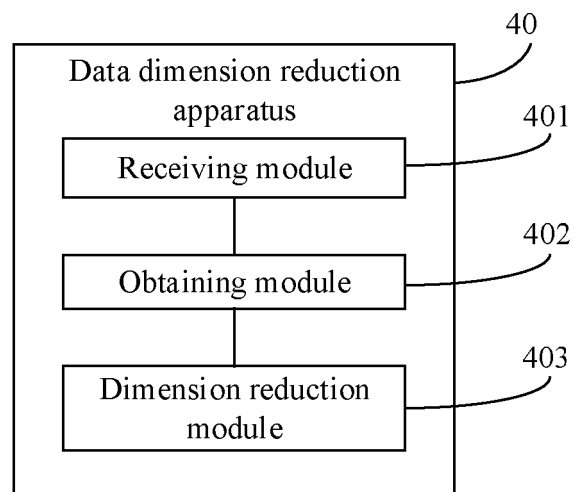 40
Data dimension reduction
apparatus
401
Receiving module
402
Obtaining module
403
Dimension reduction
module